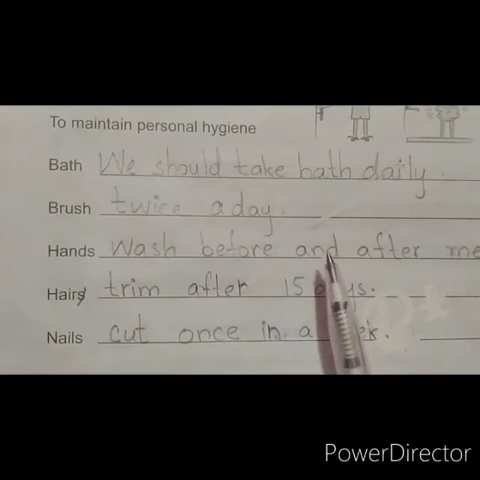 To maintain personal hygiene
Bath We should take bath daily.
Brush twice a day.
Hands wash before and after me
Hairs trim after 15
Nails cut once in a
PowerDirector